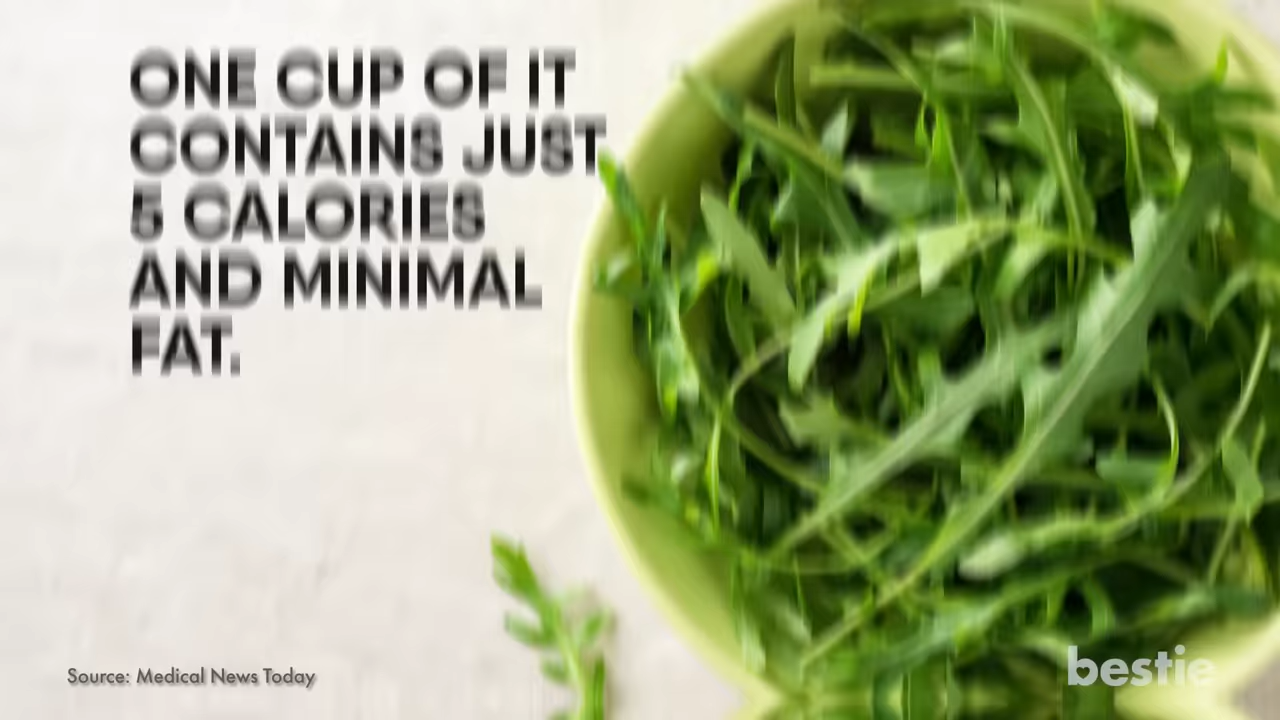 ONE CUP OF IT
CONTAINS JUST
5 CALORIES
AND MINIMAL
FAT.
Source: Medical News Today
bestie